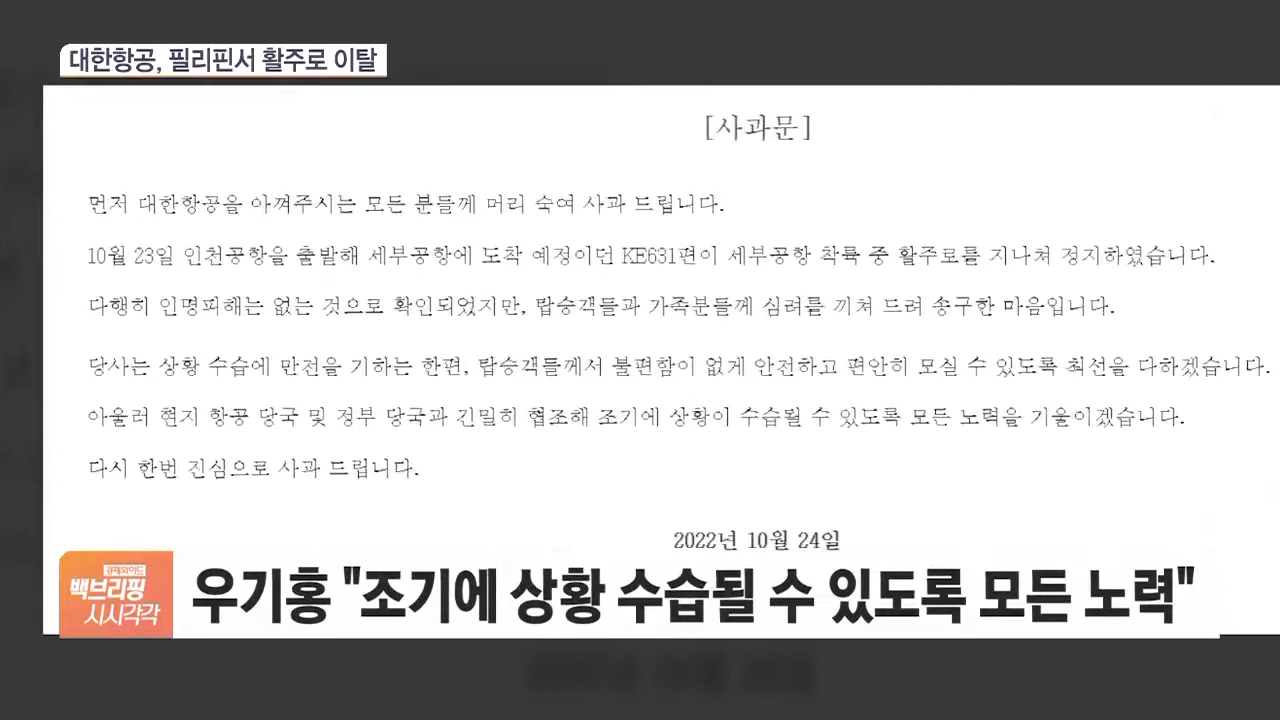 대한항공, 필리핀서 활주로 이탈
[사과문]
먼저 대한항공을 아껴주시는 모든 분들께 머리 숙여 사과 드립니다.
10월 23일 인천공항을 출발해 세부공항에 도착 예정이던 KE631편이 세부공항 착륙 중 활주로를 지나쳐 정지하였습니다.
다행히 인명피해는 없는 것으로 확인되었지만, 탑승객들과 가족분들께 심려를 끼쳐 드려 송구한 마음입니다.
당사는 상황 수습에 만전을 기하는 한편, 탑승객들께서 불편함이 없게 안전하고 편안히 모실 수 있도록 최선을 다하겠습니다.
아울러 현지 항공 당국 및 정부 당국과 긴밀히 협조해 조기에 상황이 수습될 수 있도록 모든 노력을 기울이겠습니다.
다시 한번 진심으로 사과 드립니다.
2022년 10월 24일
경제와이드
백브리핑
시시각각
우기홍 "조기에 상황 수습될 수 있도록 모든 노력"